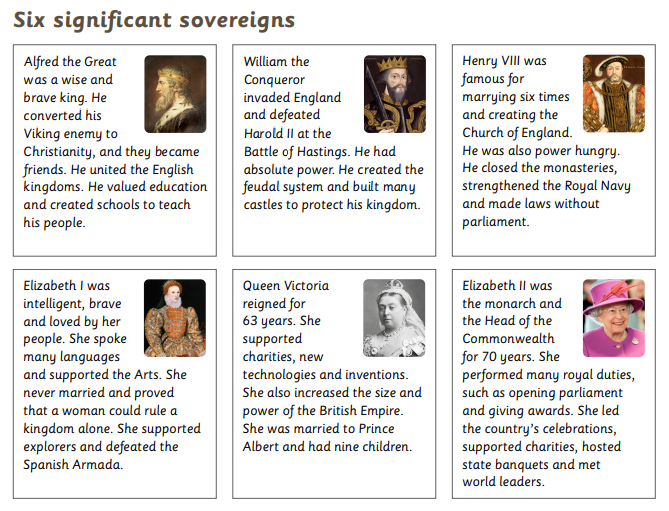 Six significant sovereigns
Alfred the Great
was a wise and
brave king. He
converted his
Viking enemy to
Christianity, and they became
friends. He united the English
kingdoms. He valued education
and created schools to teach
his people.
William the
Conqueror
invaded England
and defeated
Harold II at the
Battle of Hastings. He had
absolute power. He created the
feudal system and built many
castles to protect his kingdom.
Henry VIII was
famous for
marrying six times
and creating the
Church of England.
He was also power hungry.
He closed the monasteries,
strengthened the Royal Navy
and made laws without
parliament.
Elizabeth I was
intelligent, brave
and loved by her
people. She spoke
many languages
and supported the Arts. She
never married and proved
that a woman could rule a
kingdom alone. She supported
explorers and defeated the
Spanish Armada.
Queen Victoria
reigned for
63 years. She
supported
charities, new
technologies and inventions.
She also increased the size and
power of the British Empire.
She was married to Prince
Albert and had nine children.
Elizabeth II was
the monarch and
the Head of the
Commonwealth
for 70 years. She
performed many royal duties,
such as opening parliament
and giving awards. She led
the country's celebrations,
supported charities, hosted
state banquets and met
world leaders.